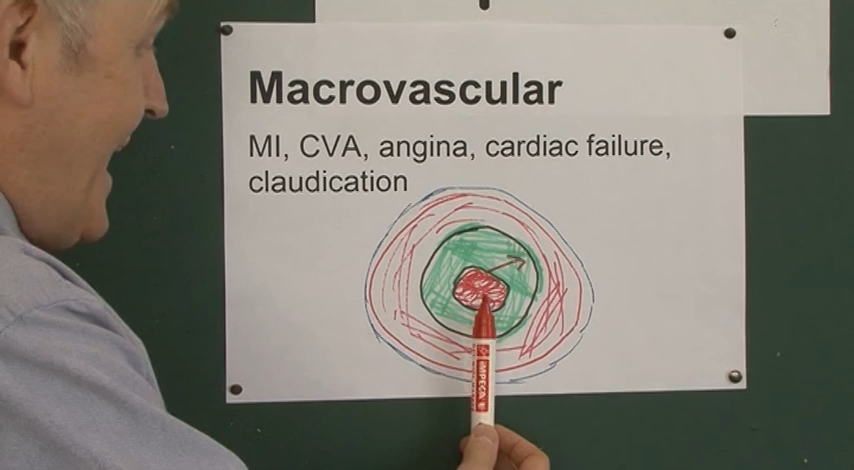 Macrovascular
MI, CVA, angina, cardiac failure,
claudication
IMPEGA